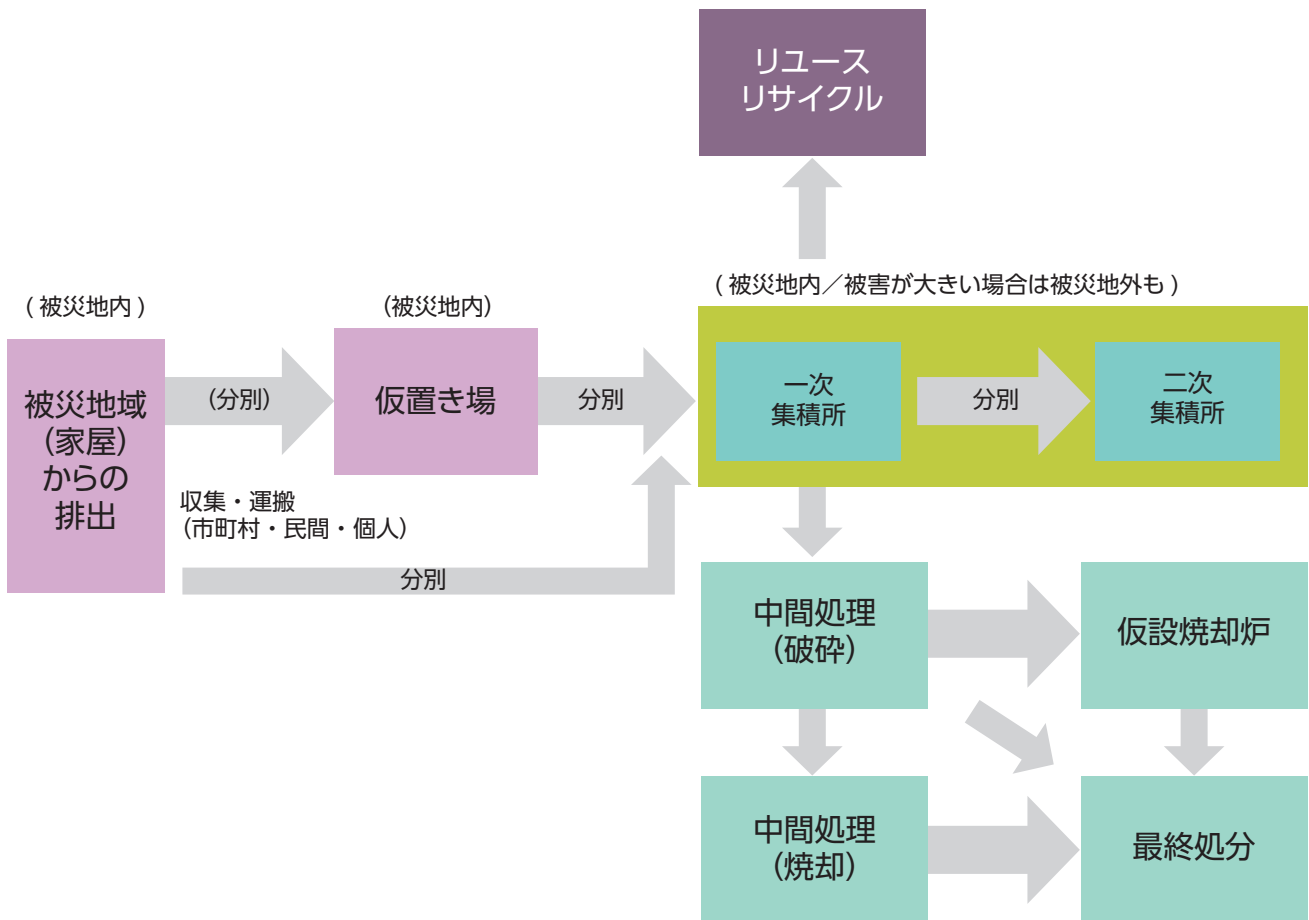 リユース
リサイクル
( 被災地内 )
(被災地内)
( 被災地内／被害が大きい場合は被災地外も )
被災地域
(家屋)
からの
排出
(分別)
仮置き場
分別
一次
集積所
分別
二次
集積所
収集・運搬
(市町村・民間・個人)
分別
中間処理
(破砕)
仮設焼却炉
中間処理
(焼却)
最終処分